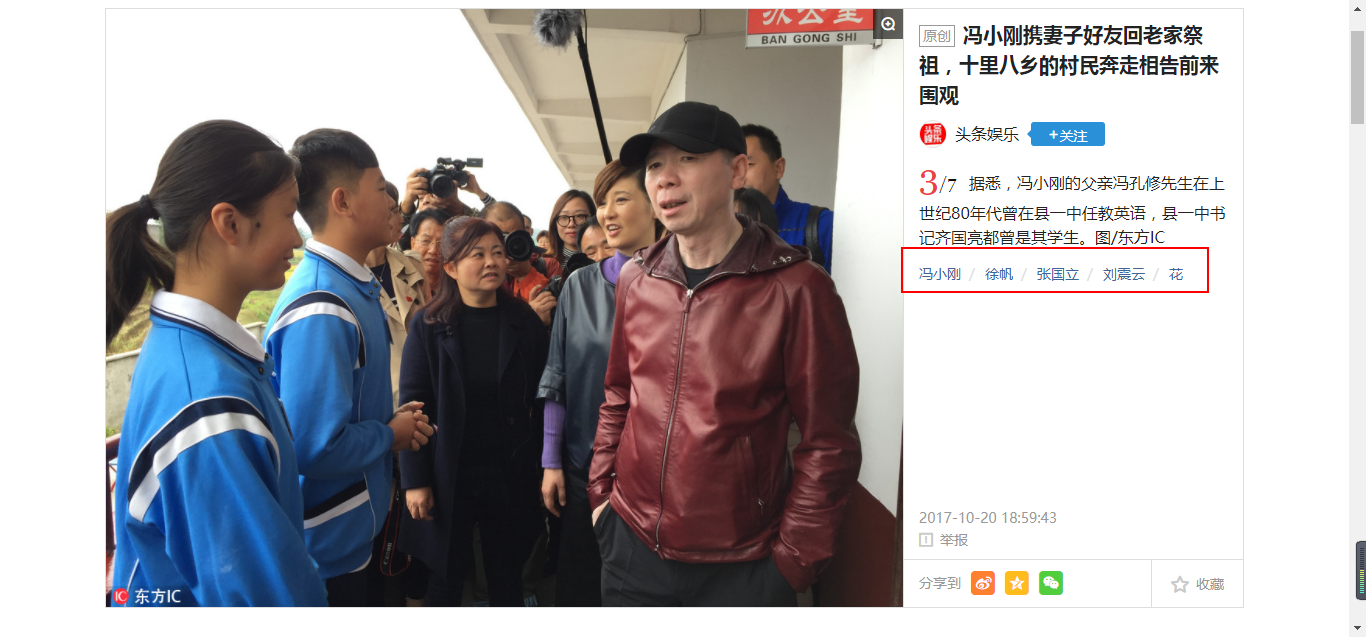 办公室
BAN GONG SHI
Canon
IC 东方IC
原创 冯小刚携妻子好友回老家祭
祖，十里八乡的村民奔走相告前来
围观
头条娱乐 头条娱乐 +关注
3/7 据悉，冯小刚的父亲冯孔修先生在上
世纪80年代曾在县一中任教英语，县一中书
记齐国亮都曾是其学生。图/东方IC
冯小刚 / 徐帆 / 张国立 / 刘震云 / 花
2017-10-20 18:59:43
举报
分享到
收藏